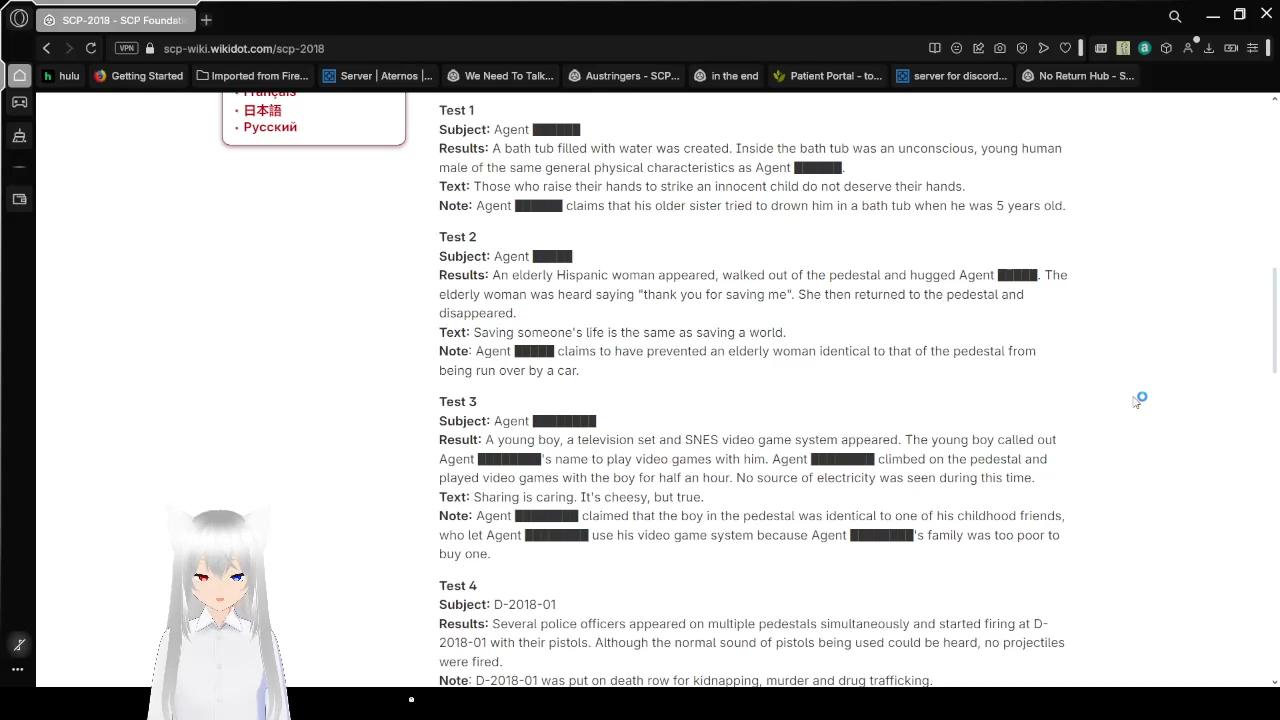 SCP-2018 - SCP Foundati
VPN
scp-wiki.wikidot.com/scp-2018
hulu
Getting Started
Imported from Fire...
Server | Aternos |...
We Need To Talk...
Austringers - SCP...
in the end
Patient Portal - to...
server for discord...
No Return Hub - S...
Français
日本語
Русский
Test 1
Subject: Agent ██████
Results: A bath tub filled with water was created. Inside the bath tub was an unconscious, young human
male of the same general physical characteristics as Agent ██████.
Text: Those who raise their hands to strike an innocent child do not deserve their hands.
Note: Agent ██████ claims that his older sister tried to drown him in a bath tub when he was 5 years old.
Test 2
Subject: Agent █████
Results: An elderly Hispanic woman appeared, walked out of the pedestal and hugged Agent █████. The
elderly woman was heard saying "thank you for saving me". She then returned to the pedestal and
disappeared.
Text: Saving someone's life is the same as saving a world.
Note: Agent █████ claims to have prevented an elderly woman identical to that of the pedestal from
being run over by a car.
Test 3
Subject: Agent ████████
Result: A young boy, a television set and SNES video game system appeared. The young boy called out
Agent ████████'s name to play video games with him. Agent ████████ climbed on the pedestal and
played video games with the boy for half an hour. No source of electricity was seen during this time.
Text: Sharing is caring. It's cheesy, but true.
Note: Agent ████████ claimed that the boy in the pedestal was identical to one of his childhood friends,
who let Agent ████████ use his video game system because Agent ████████'s family was too poor to
buy one.
Test 4
Subject: D-2018-01
Results: Several police officers appeared on multiple pedestals simultaneously and started firing at D-
2018-01 with their pistols. Although the normal sound of pistols being used could be heard, no projectiles
were fired.
Note: D-2018-01 was put on death row for kidnapping, murder and drug trafficking.